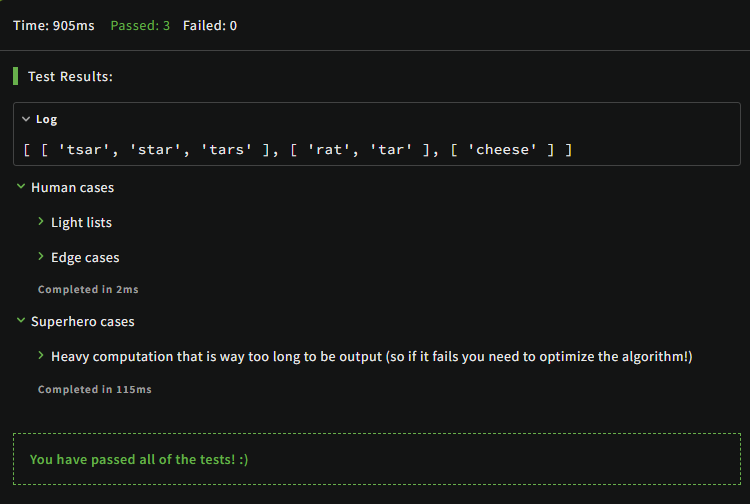 Time: 905ms Passed: 3 Failed: 0
Test Results:
Log
[ [ 'tsar', 'star', 'tars' ], [ 'rat', 'tar' ], [ 'cheese' ] ]
Human cases
Light lists
Edge cases
Completed in 2ms
Superhero cases
Heavy computation that is way too long to be output (so if it fails you need to optimize the algorithm!)
Completed in 115ms
You have passed all of the tests! :)